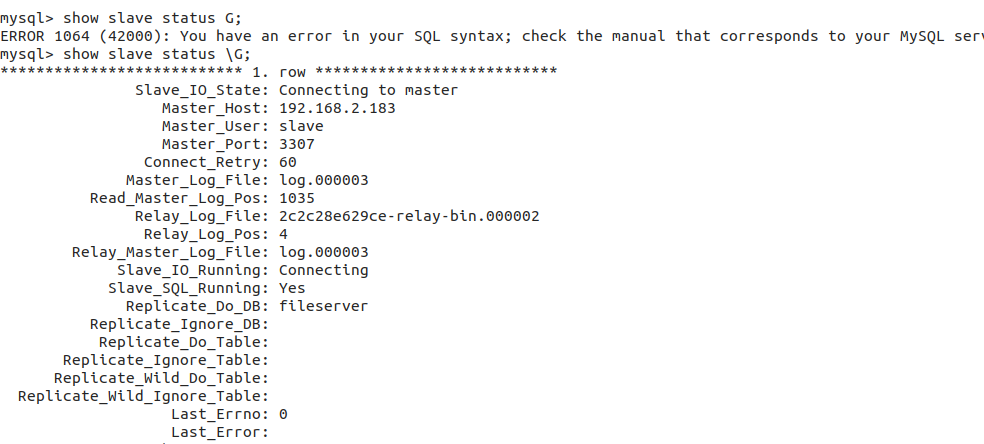 mysql> show slave status G;
ERROR 1064 (42000): You have an error in your SQL syntax; check the manual that corresponds to your MySQL serv
mysql> show slave status \G;
*************************** 1. row ***************************
Slave_IO_State: Connecting to master
Master_Host: 192.168.2.183
Master_User: slave
Master_Port: 3307
Connect_Retry: 60
Master_Log_File: log.000003
Read_Master_Log_Pos: 1035
Relay_Log_File: 2c2c28e629ce-relay-bin.000002
Relay_Log_Pos: 4
Relay_Master_Log_File: log.000003
Slave_IO_Running: Connecting
Slave_SQL_Running: Yes
Replicate_Do_DB: fileserver
Replicate_Ignore_DB:
Replicate_Do_Table:
Replicate_Ignore_Table:
Replicate_Wild_Do_Table:
Replicate_Wild_Ignore_Table:
Last_Errno: 0
Last_Error: